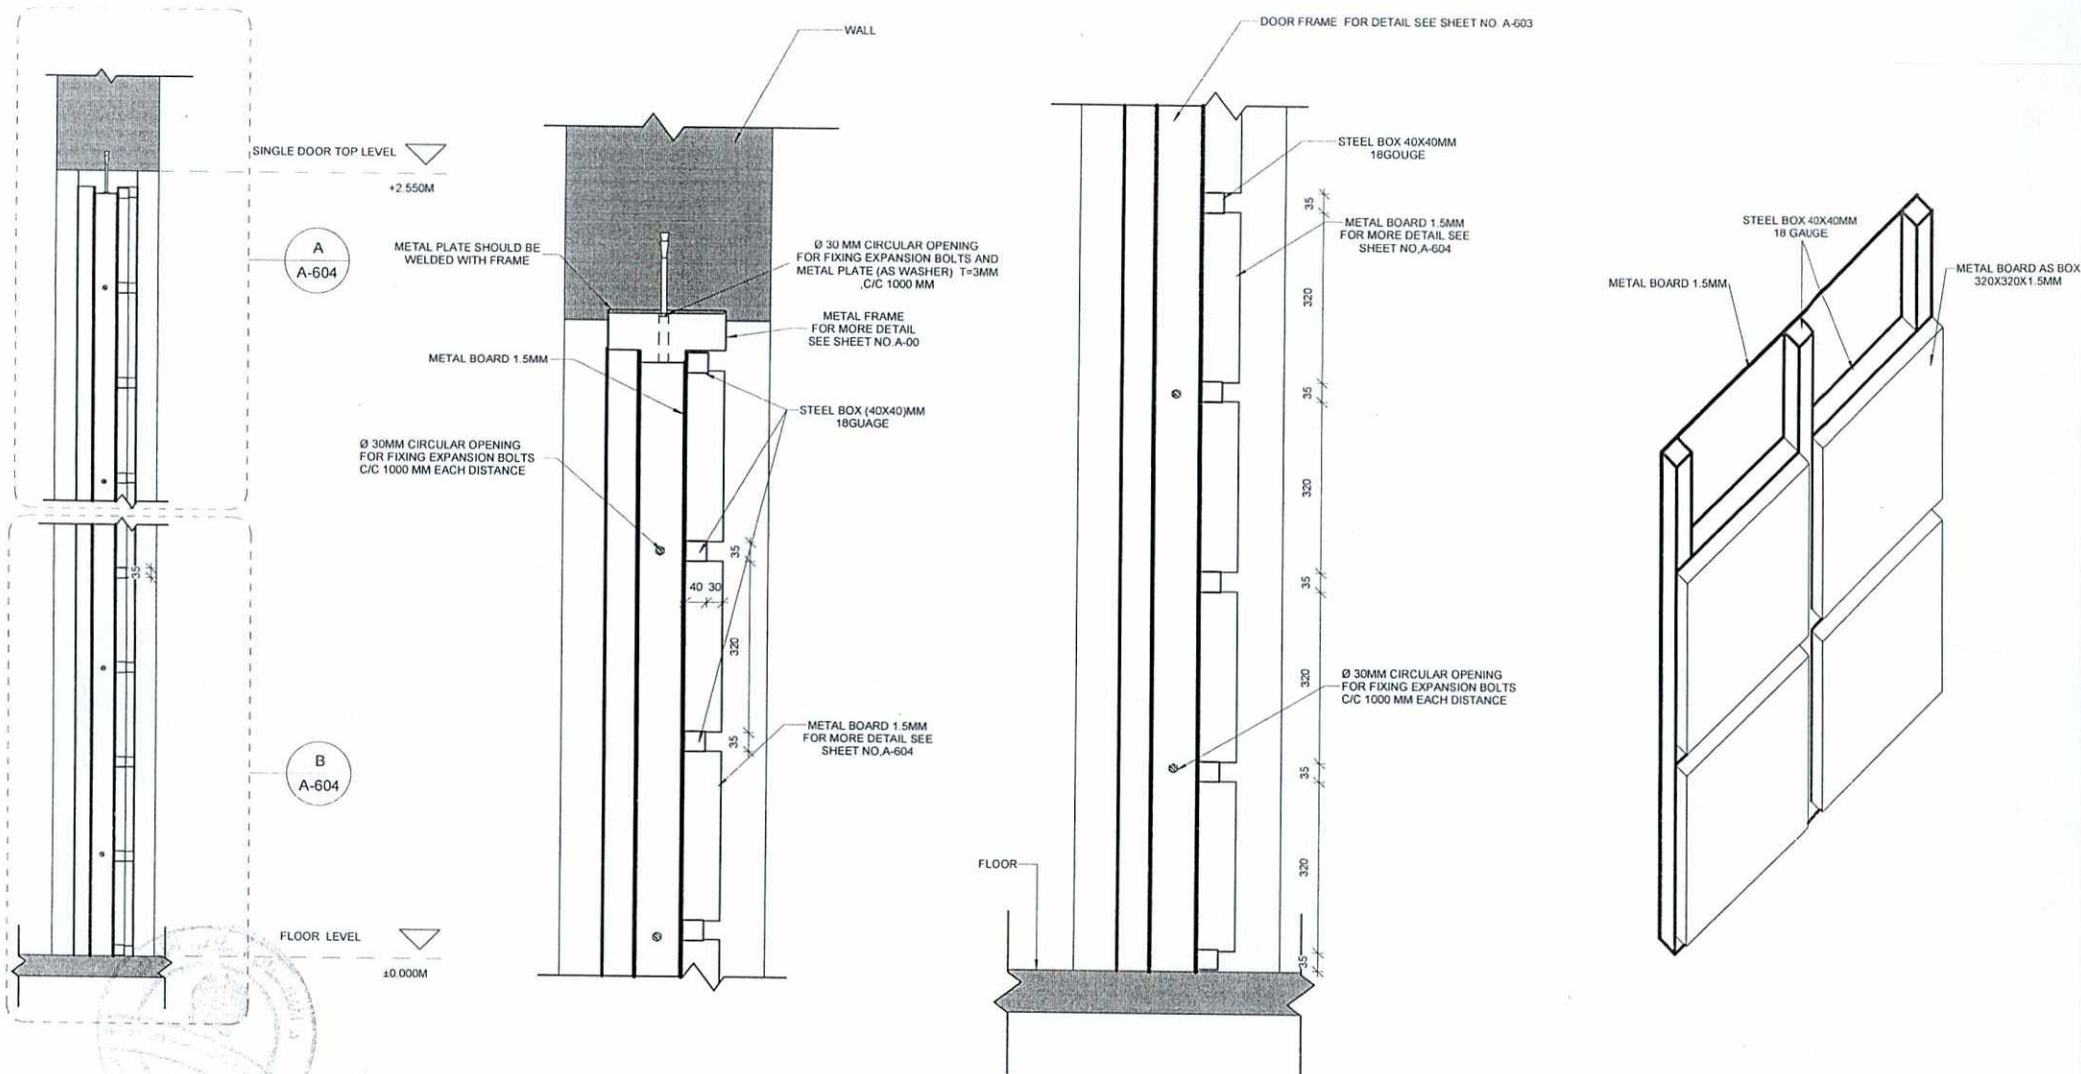 SINGLE DOOR TOP LEVEL
+2.550M
A
A-604
35
B
A-604
FLOOR LEVEL
±0.000M
WALL
METAL PLATE SHOULD BE
WELDED WITH FRAME
Ø 30 MM CIRCULAR OPENING
FOR FIXING EXPANSION BOLTS AND
METAL PLATE (AS WASHER) T=3MM
,C/C 1000 MM
METAL FRAME
FOR MORE DETAIL
SEE SHEET NO.A-00
METAL BOARD 1.5MM
STEEL BOX (40X40)MM
18GUAGE
Ø 30MM CIRCULAR OPENING
FOR FIXING EXPANSION BOLTS
C/C 1000 MM EACH DISTANCE
35
40 30
320
35
METAL BOARD 1.5MM
FOR MORE DETAIL SEE
SHEET NO,A-604
DOOR FRAME FOR DETAIL SEE SHEET NO. A-603
STEEL BOX 40X40MM
18GOUGE
35
METAL BOARD 1.5MM
FOR MORE DETAIL SEE
SHEET NO,A-604
320
35
320
35
320
Ø 30MM CIRCULAR OPENING
FOR FIXING EXPANSION BOLTS
C/C 1000 MM EACH DISTANCE
35
320
35
FLOOR
STEEL BOX 40X40MM
18 GAUGE
METAL BOARD 1.5MM
METAL BOARD AS BOX
320X320X1.5MM